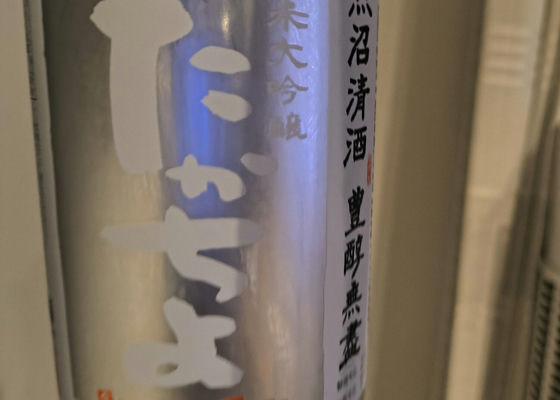 魚沼清酒 豊醇無盡
米大吟醸
たかちよ